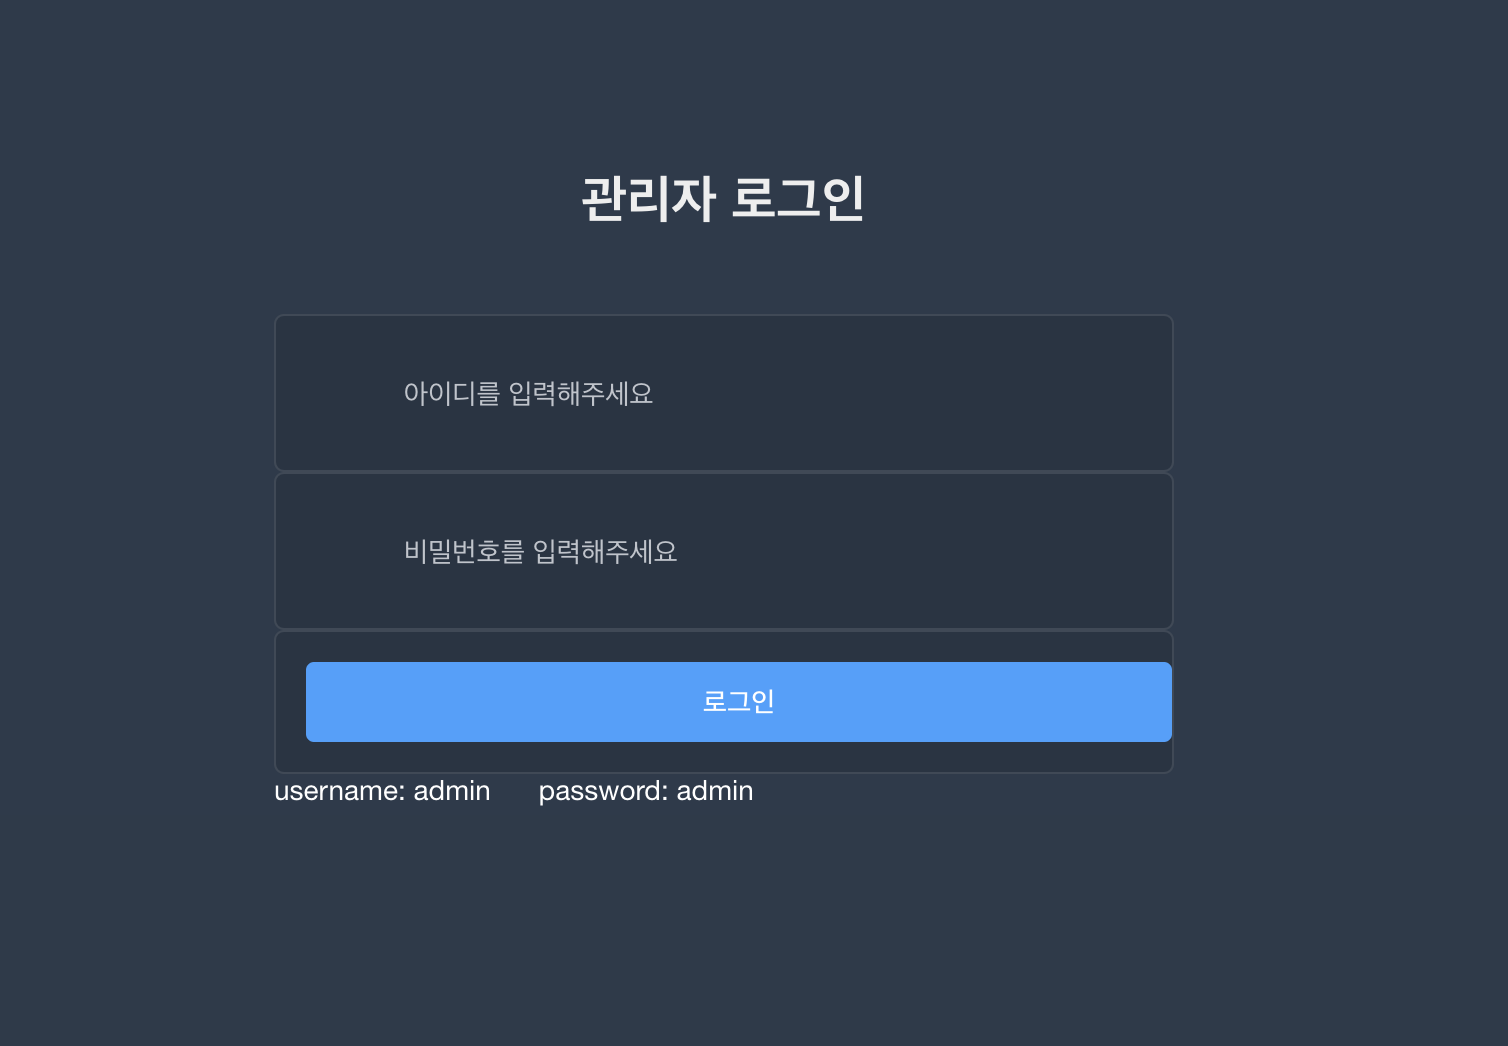 관리자 로그인
아이디를 입력해주세요
비밀번호를 입력해주세요
로그인
username: admin password: admin